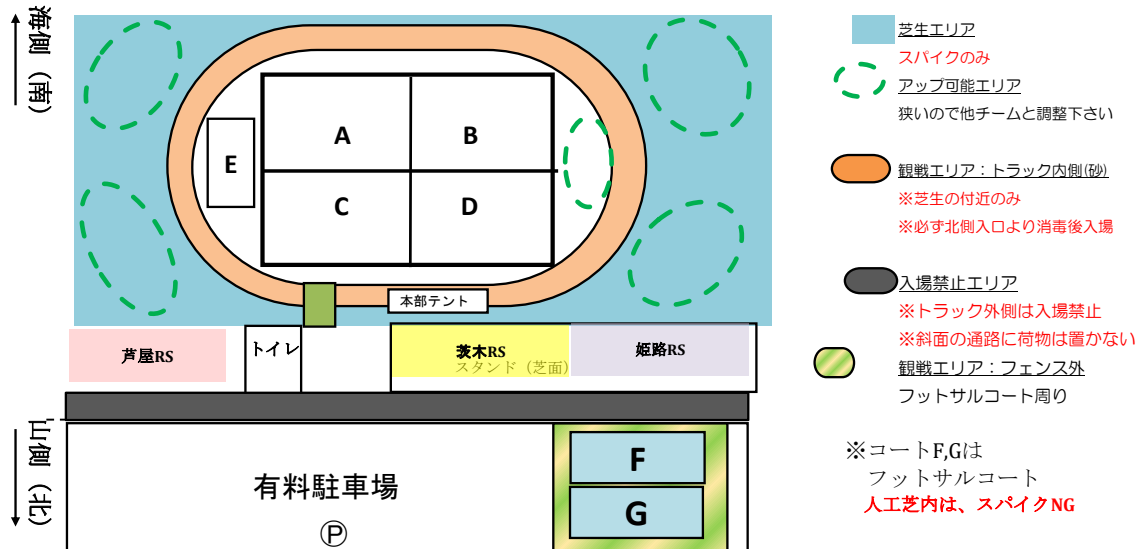 海側（南）
A
B
C
D
E
本部テント
芦屋RS
トイレ
茨木RS
スタンド（芝面）
姫路RS
山側（北）
有料駐車場
Ⓟ
F
G
芝生エリア
スパイクのみ
アップ可能エリア
狭いので他チームと調整下さい
観戦エリア：トラック内側(砂)
※芝生の付近のみ
※必ず北側入口より消毒後入場
入場禁止エリア
※トラック外側は入場禁止
※斜面の通路に荷物は置かない
観戦エリア：フェンス外
フットサルコート周り
※コートF,Gは
フットサルコート
人工芝内は、スパイクNG